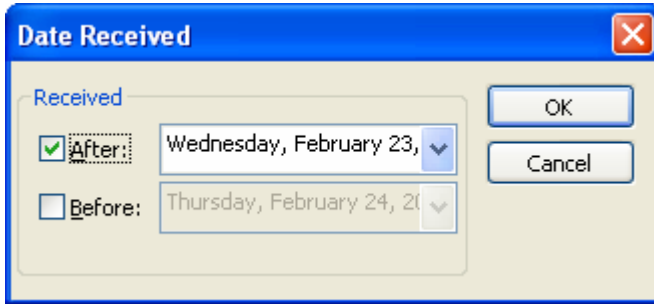 Date Received
Received
OK
After: Wednesday, February 23,
Cancel
Before: Thursday, February 24, 20